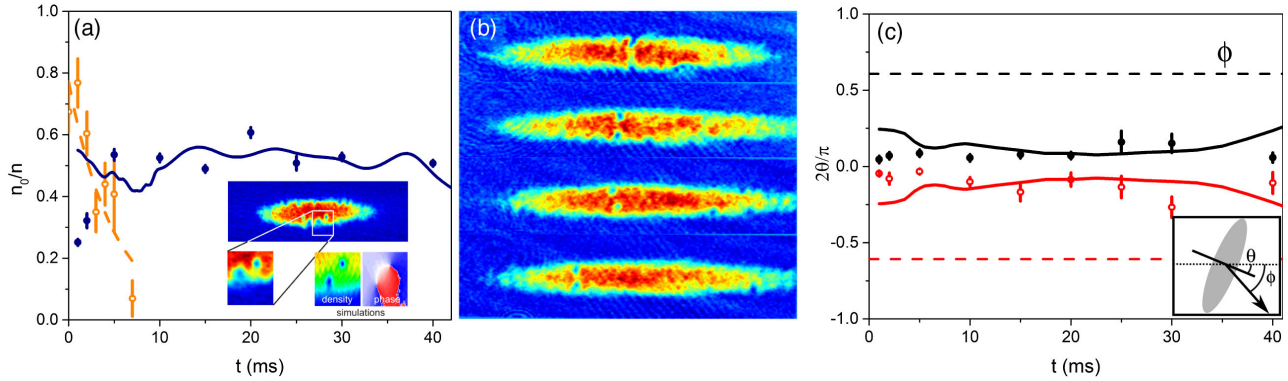 (a)
n₀/n
1.0
0.8
0.6
0.4
0.2
0.0
0
10
20
30
40
t (ms)
density
phase
simulations
(b)
(c)
2θ/π
1.0
0.5
0.0
-0.5
-1.0
0
10
20
30
40
t (ms)
ϕ
θ
ϕ